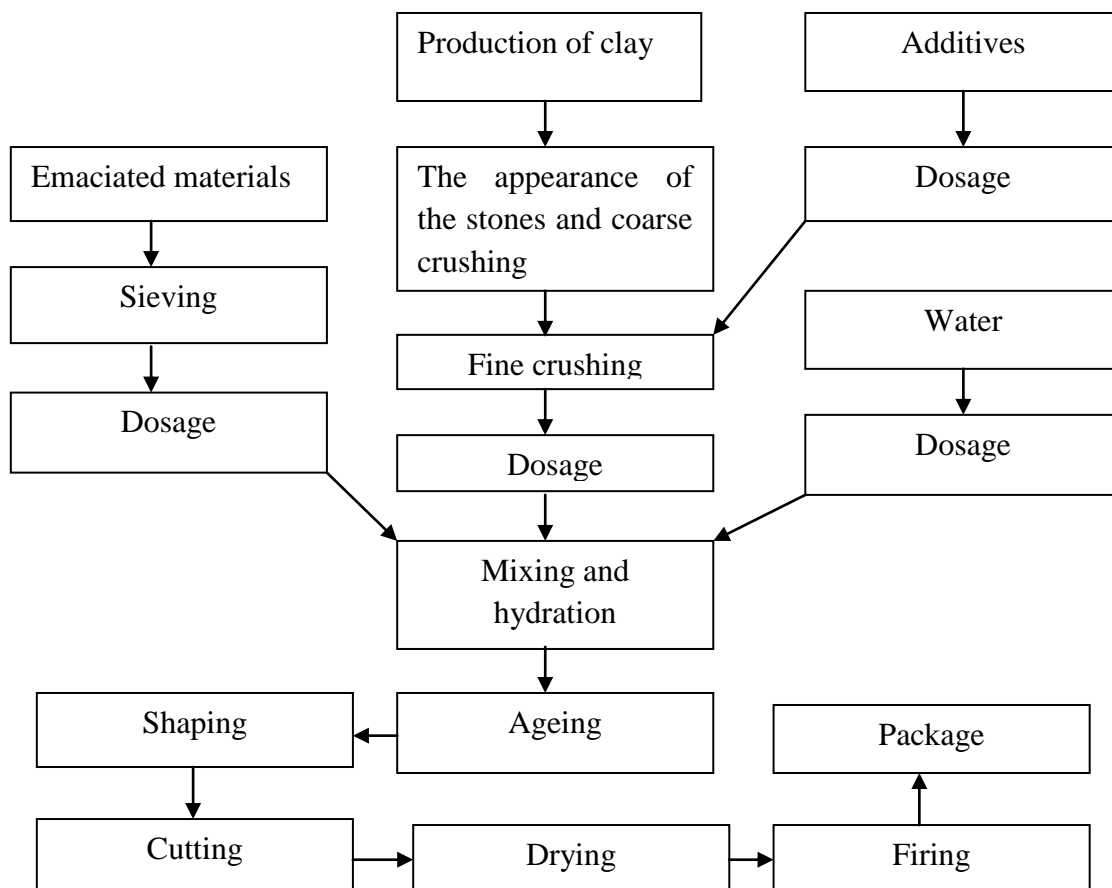 Production of clay
Additives
Emaciated materials
The appearance of
the stones and coarse
crushing
Dosage
Sieving
Water
Fine crushing
Dosage
Dosage
Dosage
Mixing and
hydration
Shaping
Ageing
Package
Cutting
Drying
Firing